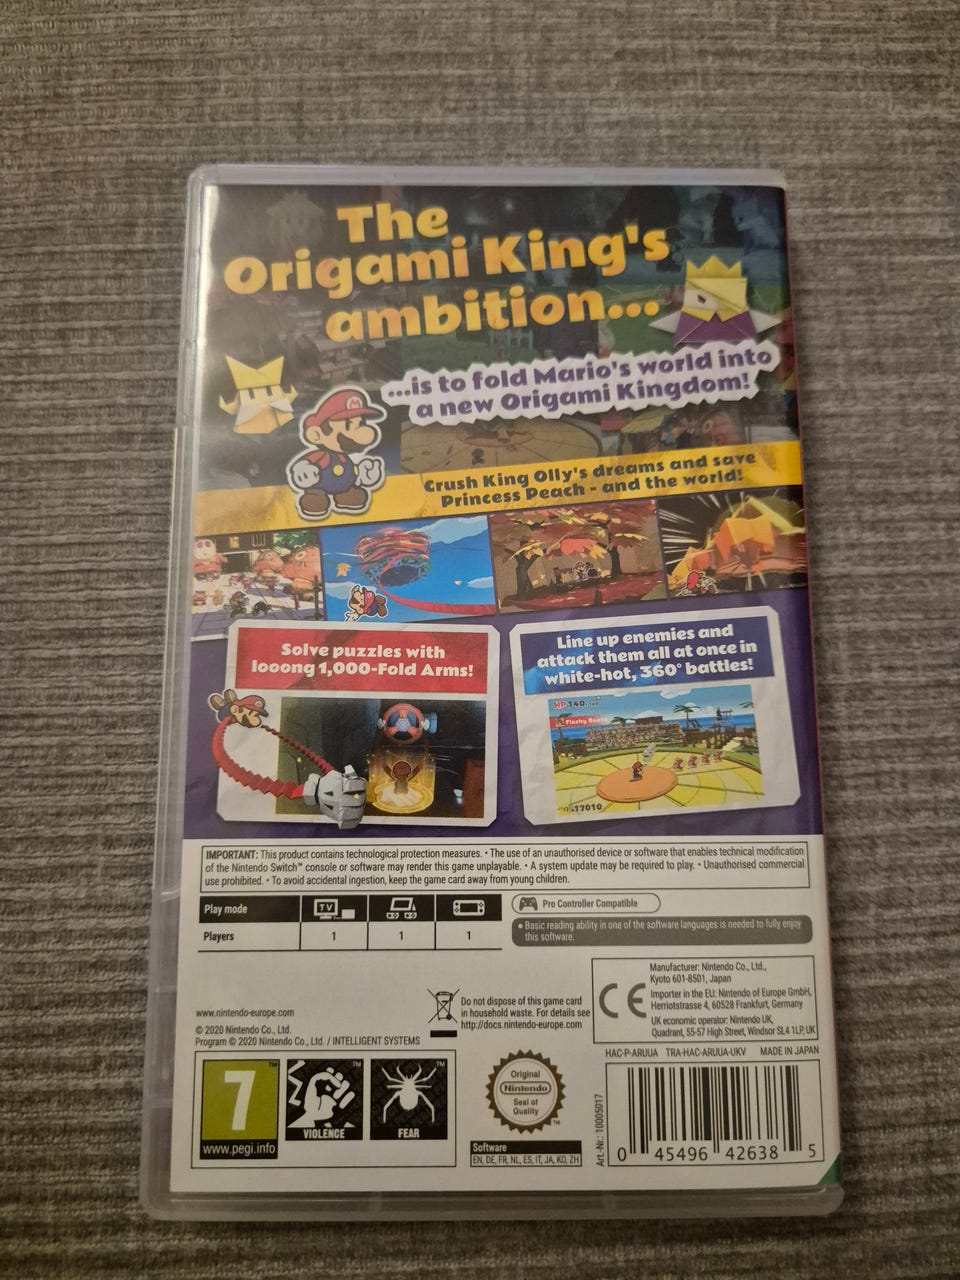 The
Origami King's
ambition...
...is to fold Mario's world into
a new Origami Kingdom!
M
Crush King Olly's dreams and save
Princess Peach - and the world!
Solve puzzles with
looong 1,000-Fold Arms!
Line up enemies and
attack them all at once in
white-hot, 360° battles!
HP 140
17010
IMPORTANT: This product contains technological protection measures. • The use of an unauthorised device or software that enables technical modification
of the Nintendo Switch™ console or software may render this game unplayable. • A system update may be required to play. • Unauthorised commercial
use prohibited. • To avoid accidental ingestion, keep the game card away from young children.
Play mode TV
Players 1 1 1
Pro Controller Compatible
• Basic reading ability in one of the software languages is needed to fully enjoy
this software.
www.nintendo-europe.com
© 2020 Nintendo Co., Ltd.
Program © 2020 Nintendo Co., Ltd. / INTELLIGENT SYSTEMS
Do not dispose of this game card
in household waste. For details see
http://docs.nintendo-europe.com
CE
Manufacturer: Nintendo Co., Ltd.,
Kyoto 601-8501, Japan
Importer in the EU: Nintendo of Europe GmbH,
Herriotstrasse 4, 60528 Frankfurt, Germany
UK economic operator: Nintendo UK,
Quadrant, 55-57 High Street, Windsor SL4 1LP, UK
HAC-P-ARUUA TRA-HAC-ARUUA-UKV MADE IN JAPAN
7 ™
www.pegi.info
™
VIOLENCE
™
FEAR
Original
Nintendo
Seal of
Quality
™
Software
EN, DE, FR, NL, ES, IT, JA, KO, ZH
Art.-Nr.: 10005017
0 45496 42638 5